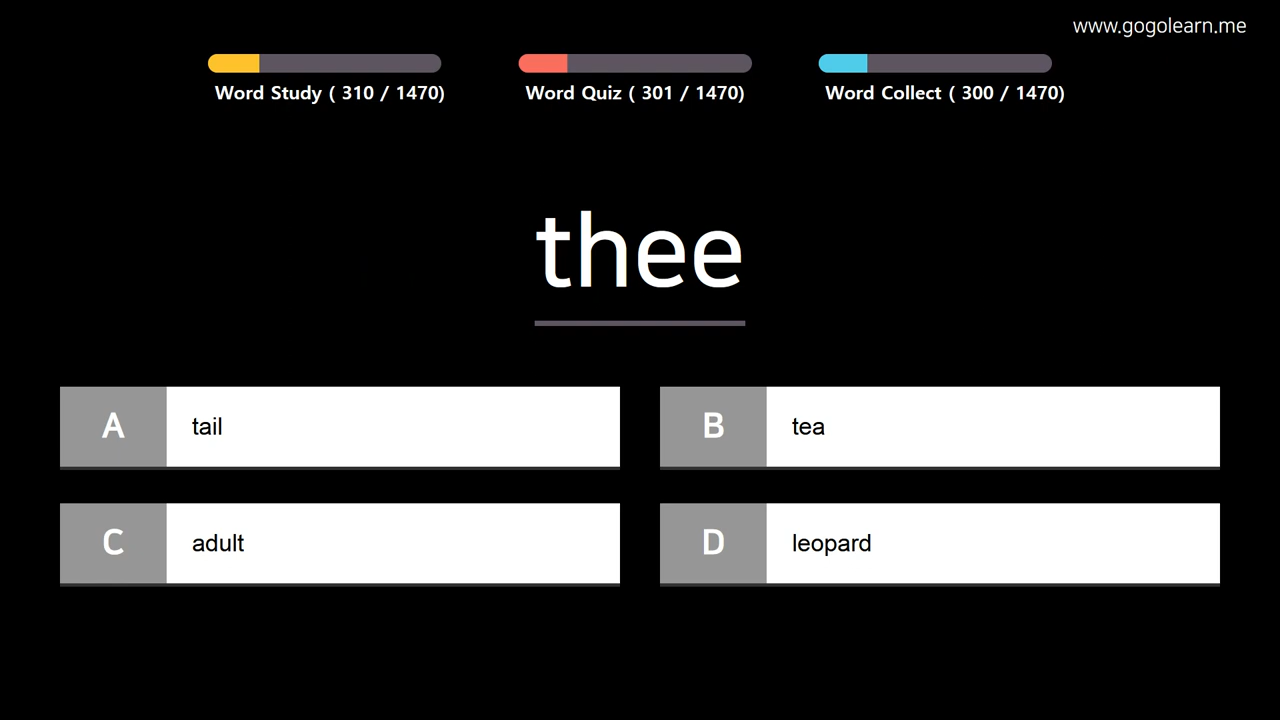 www.gogolearn.me
Word Study ( 310 / 1470)
Word Quiz ( 301 / 1470)
Word Collect ( 300 / 1470)
thee
A tail
B tea
C adult
D leopard